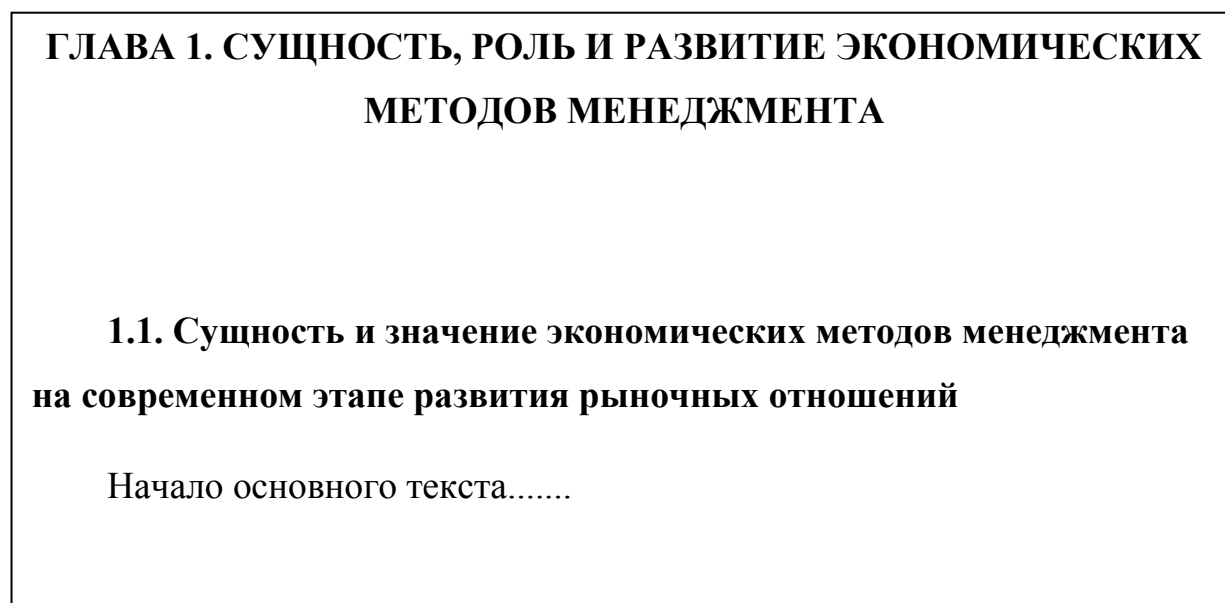 ГЛАВА 1. СУЩНОСТЬ, РОЛЬ И РАЗВИТИЕ ЭКОНОМИЧЕСКИХ
МЕТОДОВ МЕНЕДЖМЕНТА
1.1. Сущность и значение экономических методов менеджмента
на современном этапе развития рыночных отношений
Начало основного текста.......